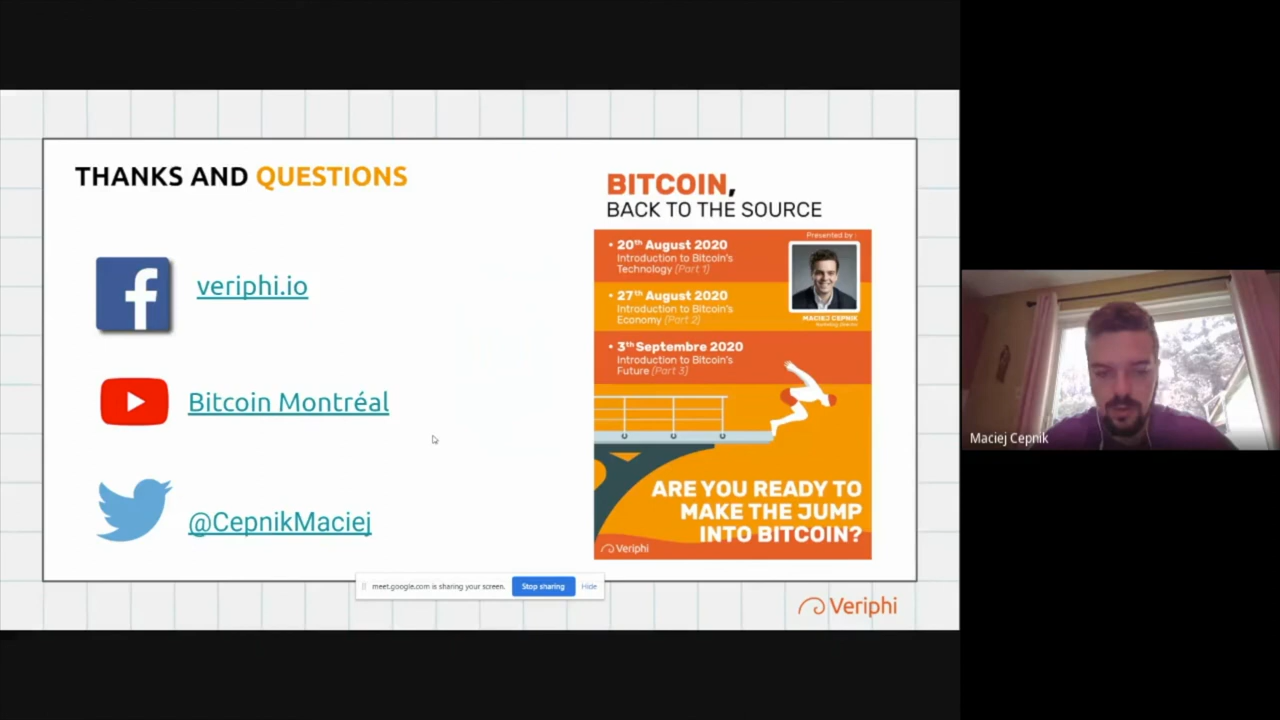 THANKS AND QUESTIONS
veriphi.io
Bitcoin Montréal
@CepnikMaciej
BITCOIN,
BACK TO THE SOURCE
Presented by :
• 20th August 2020
Introduction to Bitcoin's
Technology (Part 1)
• 27th August 2020
Introduction to Bitcoin's
Economy (Part 2)
MACIEJ CEPNIK
• 3th Septembre 2020
Introduction to Bitcoin's
Future (Part 3)
ARE YOU READY TO
MAKE THE JUMP
INTO BITCOIN?
Veriphi
meet.google.com is sharing your screen.
Stop sharing
Hide
Veriphi
Maciej Cepnik